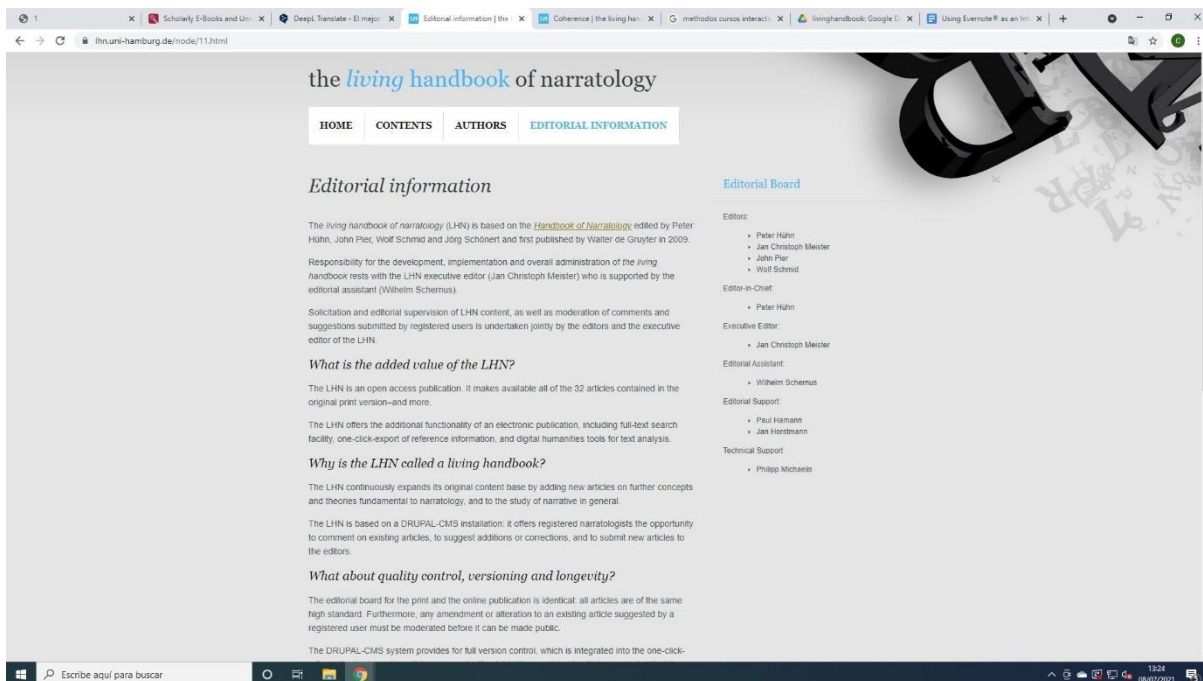 1
Scholarly E-Books and Uni
DeepL Translate - El mejor
Editorial information | the
Coherence | the living han
methodos cursos interacti
livinghandbook: Google D
Using Evernote® as an
lhn.uni-hamburg.de/node/11.html
the living handbook of narratology
HOME CONTENTS AUTHORS EDITORIAL INFORMATION
Editorial information
The living handbook of narratology (LHN) is based on the Handbook of Narratology edited by Peter
Hühn, John Pier, Wolf Schmid and Jörg Schönert and first published by Walter de Gruyter in 2009.
Responsibility for the development, implementation and overall administration of the living
handbook rests with the LHN executive editor (Jan Christoph Meister) who is supported by the
editorial assistant (Wilhelm Schernus).
Solicitation and editorial supervision of LHN content, as well as moderation of comments and
suggestions submitted by registered users is undertaken jointly by the editors and the executive
editor of the LHN.
What is the added value of the LHN?
The LHN is an open access publication. It makes available all of the 32 articles contained in the
original print version–and more.
The LHN offers the additional functionality of an electronic publication, including full-text search
facility, one-click-export of reference information, and digital humanities tools for text analysis.
Why is the LHN called a living handbook?
The LHN continuously expands its original content base by adding new articles on further concepts
and theories fundamental to narratology, and to the study of narrative in general.
The LHN is based on a DRUPAL-CMS installation: it offers registered narratologists the opportunity
to comment on existing articles, to suggest additions or corrections, and to submit new articles to
the editors.
What about quality control, versioning and longevity?
The editorial board for the print and the online publication is identical: all articles are of the same
high standard. Furthermore, any amendment or alteration to an existing article suggested by a
registered user must be moderated before it can be made public.
The DRUPAL-CMS system provides for full version control, which is integrated into the one-click-
Editorial Board
Editors:
Peter Hühn
Jan Christoph Meister
John Pier
Wolf Schmid
Editor-in-Chief:
Peter Hühn
Executive Editor:
Jan Christoph Meister
Editorial Assistant:
Wilhelm Schernus
Editorial Support:
Paul Hamann
Jan Horstmann
Technical Support
Philipp Michaelis
Escribe aquí para buscar
13:24
08/07/2021